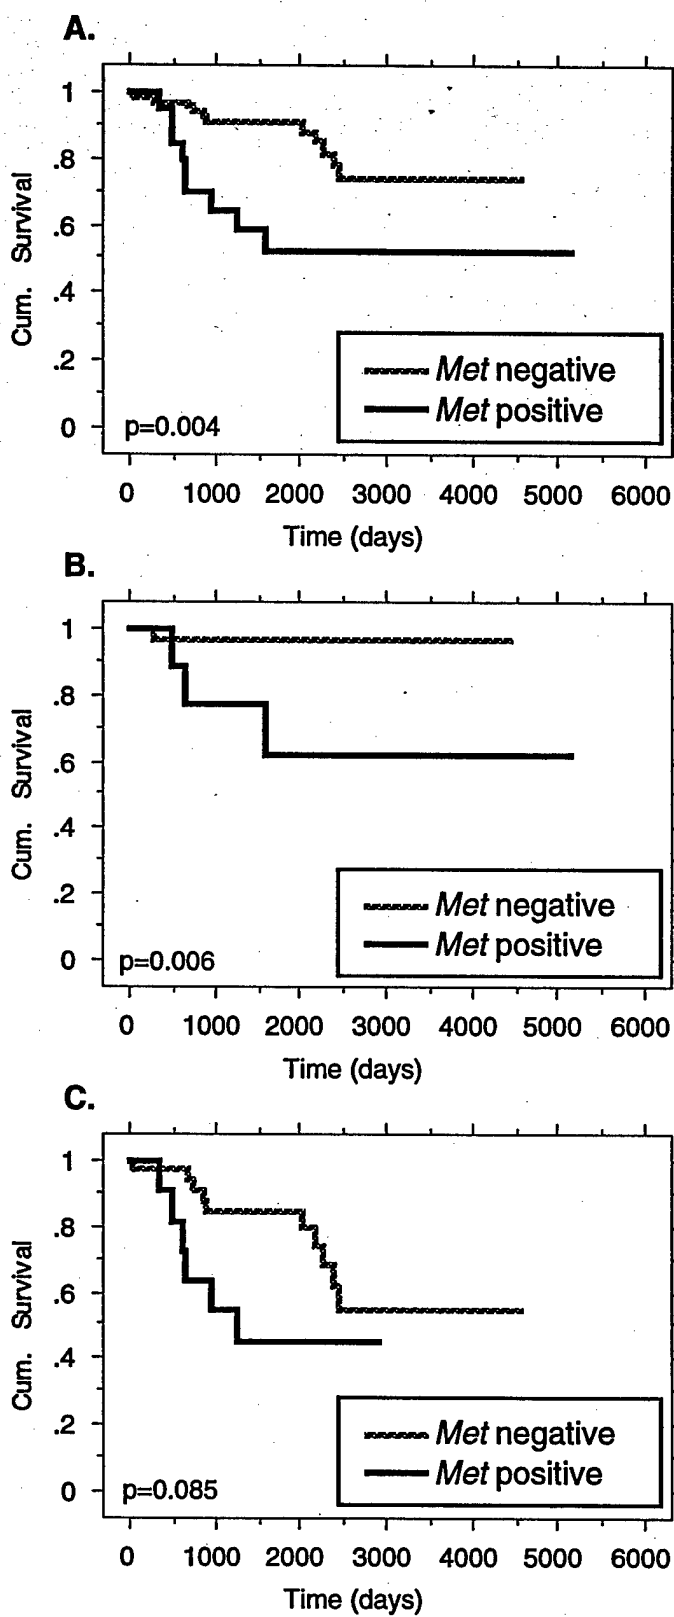 A.
1
.8
.6
.4
.2
0
Cum. Survival
Met negative
Met positive
p=0.004
0 1000 2000 3000 4000 5000 6000
Time (days)
B.
1
.8
.6
.4
.2
0
Cum. Survival
Met negative
Met positive
p=0.006
0 1000 2000 3000 4000 5000 6000
Time (days)
C.
1
.8
.6
.4
.2
0
Cum. Survival
Met negative
Met positive
p=0.085
0 1000 2000 3000 4000 5000 6000
Time (days)